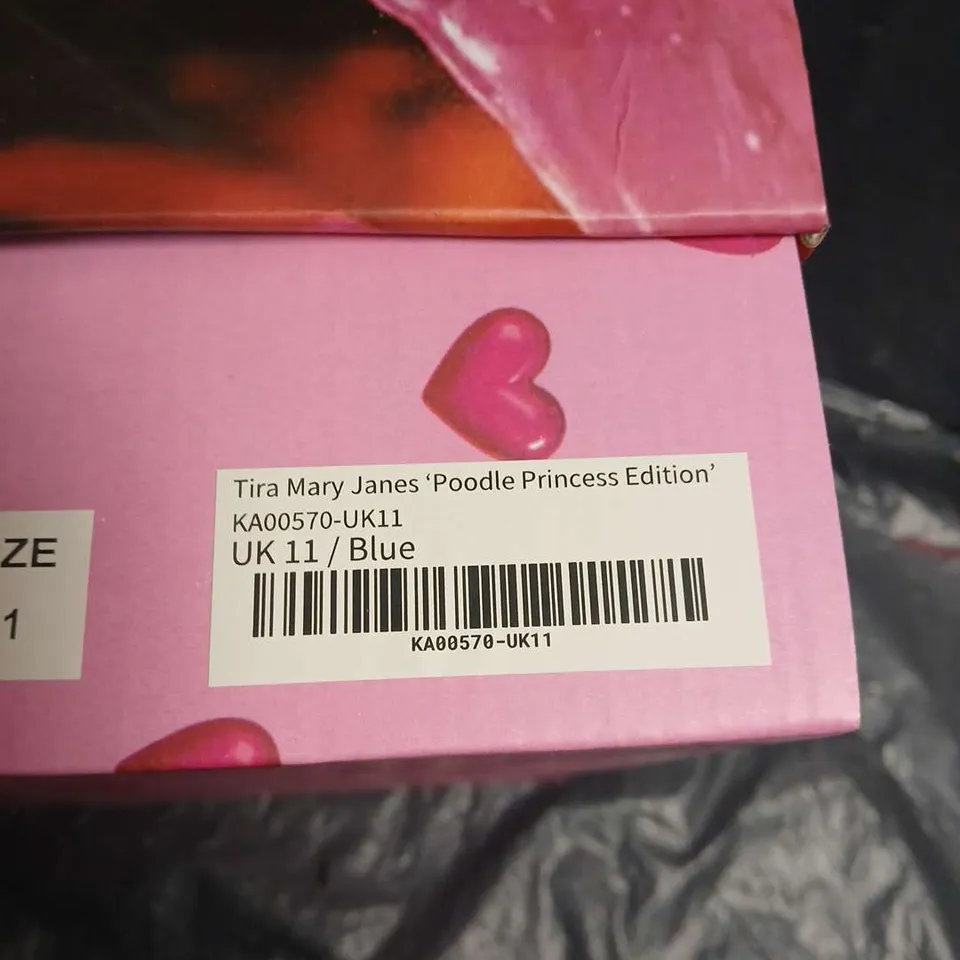 Tira Mary Janes ‘Poodle Princess Edition’
KA00570-UK11
UK 11 / Blue
KA00570-UK11
ZE
1